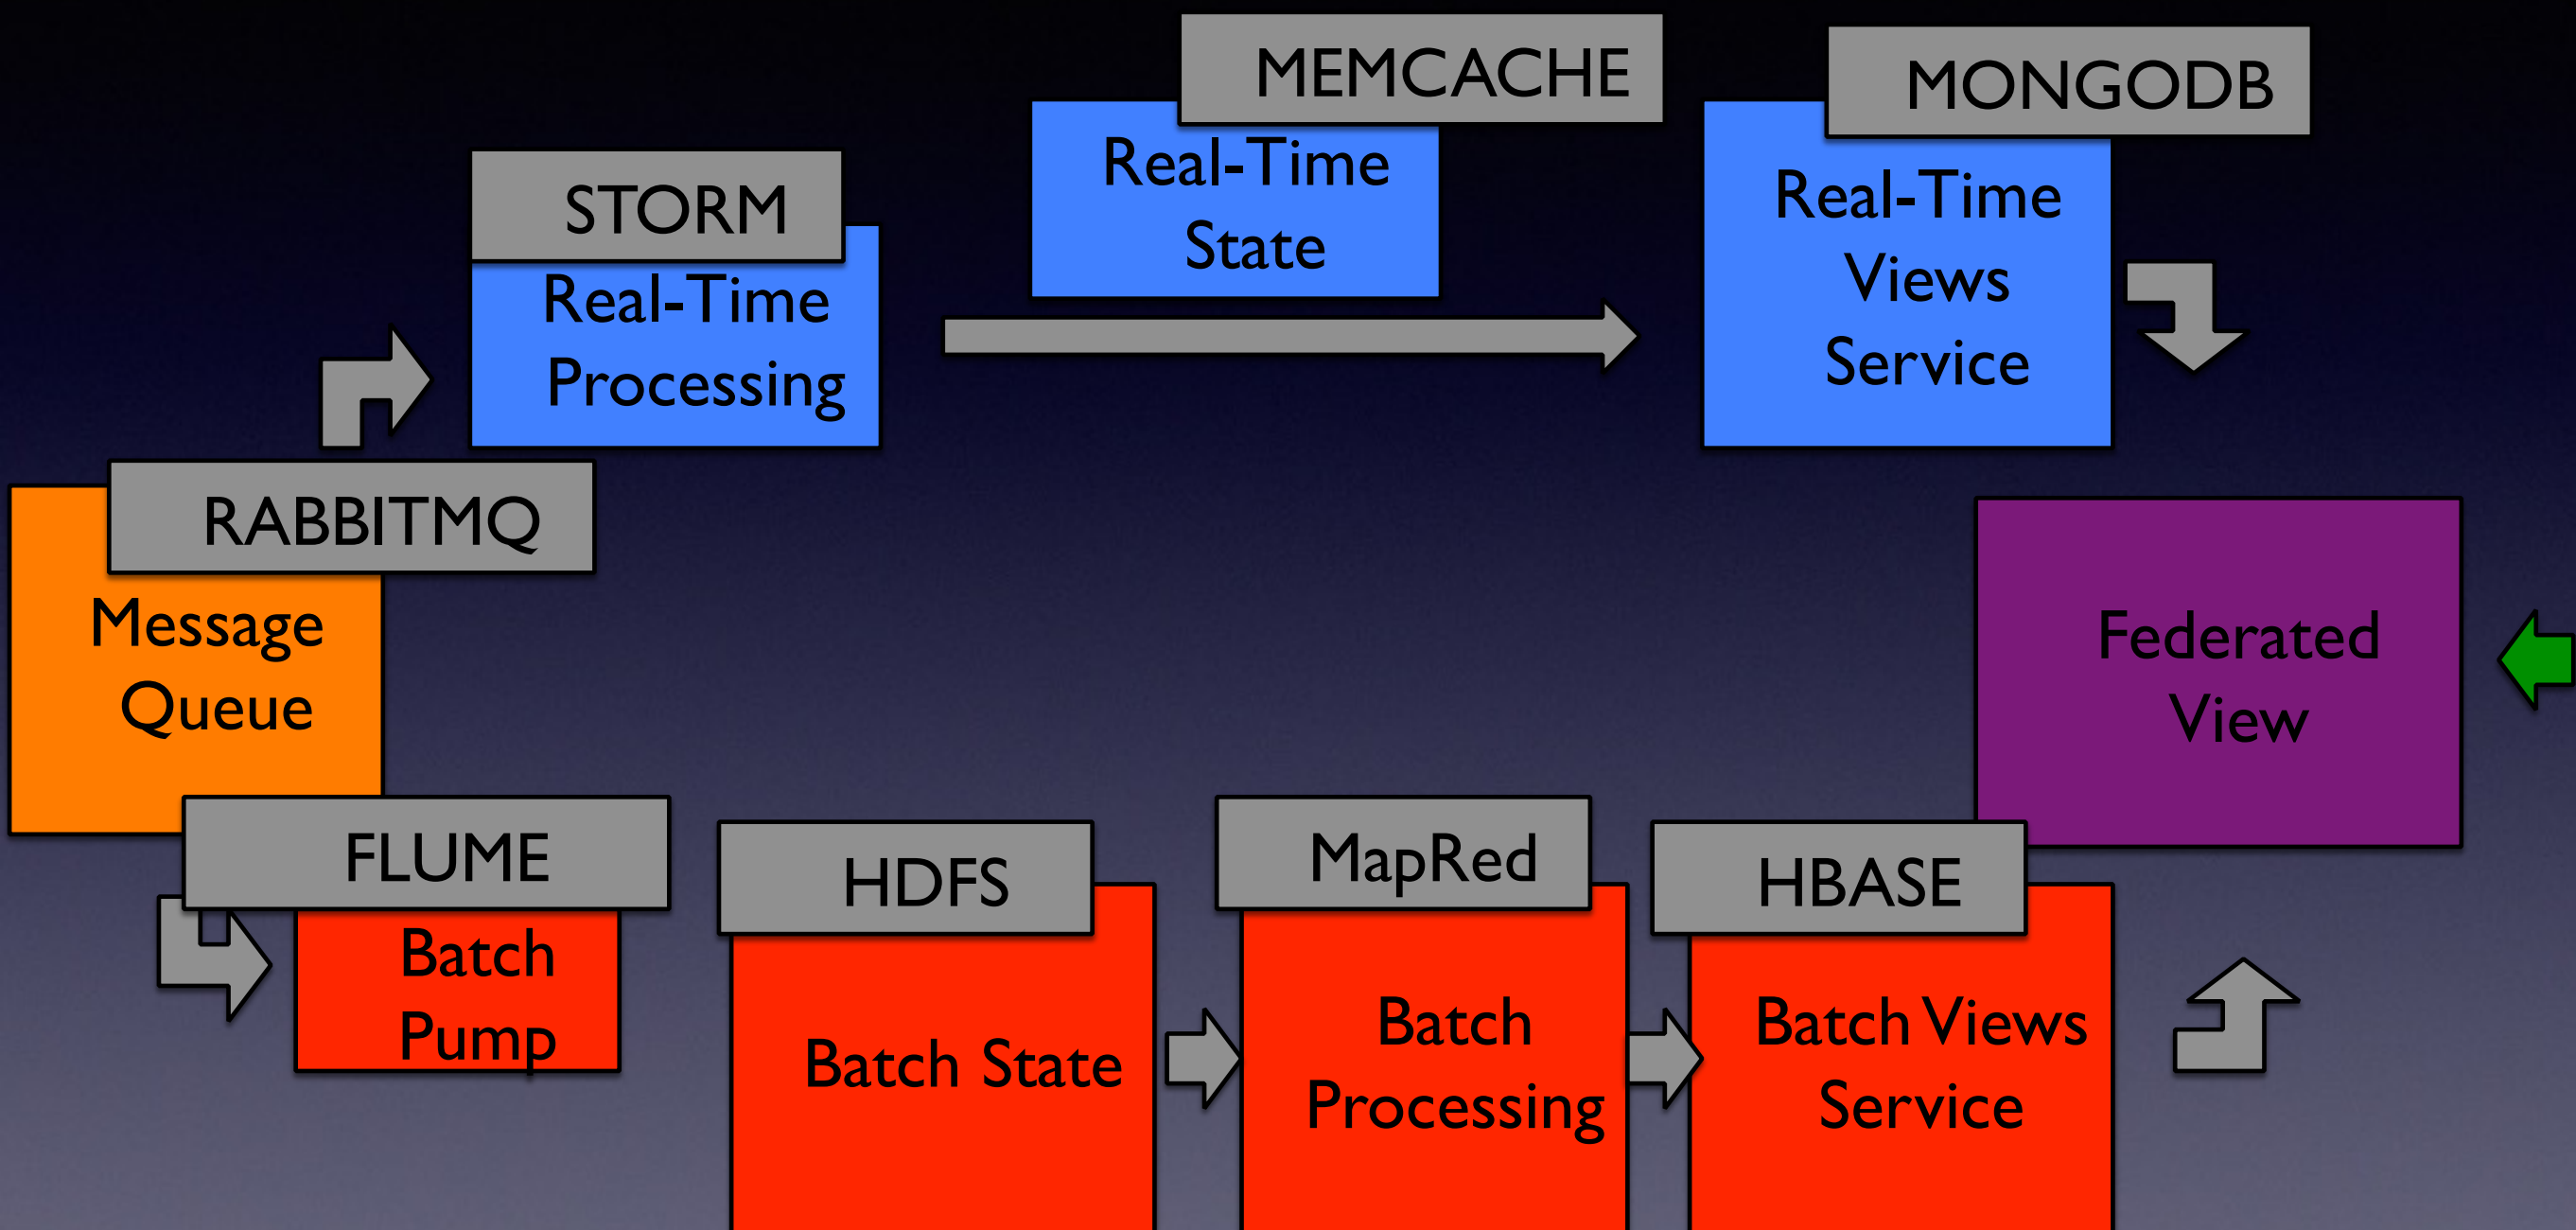 MEMCACHE
Real-Time
State
MONGODB
Real-Time
Views
Service
STORM
Real-Time
Processing
RABBITMQ
Message
Queue
Federated
View
FLUME
Batch
Pump
HDFS
Batch State
MapRed
Batch
Processing
HBASE
Batch Views
Service